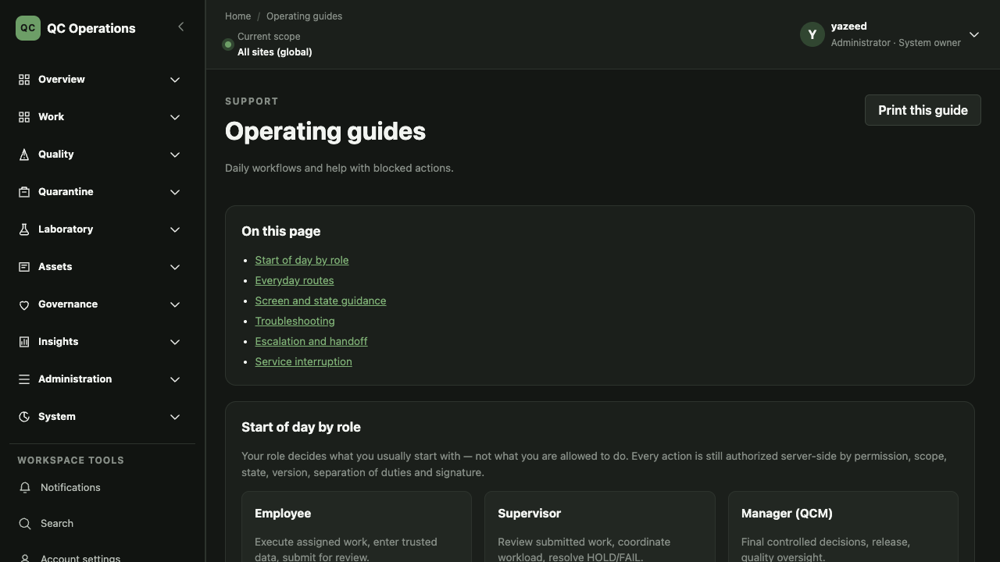 QC QC Operations
Overview
Work
Quality
Quarantine
Laboratory
Assets
Governance
Insights
Administration
System
WORKSPACE TOOLS
Notifications
Search
Account settings
Home / Operating guides
Current scope
All sites (global)
Y yazeed
Administrator · System owner
SUPPORT
Operating guides
Print this guide
Daily workflows and help with blocked actions.
On this page
• Start of day by role
• Everyday routes
• Screen and state guidance
• Troubleshooting
• Escalation and handoff
• Service interruption
Start of day by role
Your role decides what you usually start with — not what you are allowed to do. Every action is still authorized server-side by permission, scope,
state, version, separation of duties and signature.
Employee
Execute assigned work, enter trusted
data, submit for review.
Supervisor
Review submitted work, coordinate
workload, resolve HOLD/FAIL.
Manager (QCM)
Final controlled decisions, release,
quality oversight.